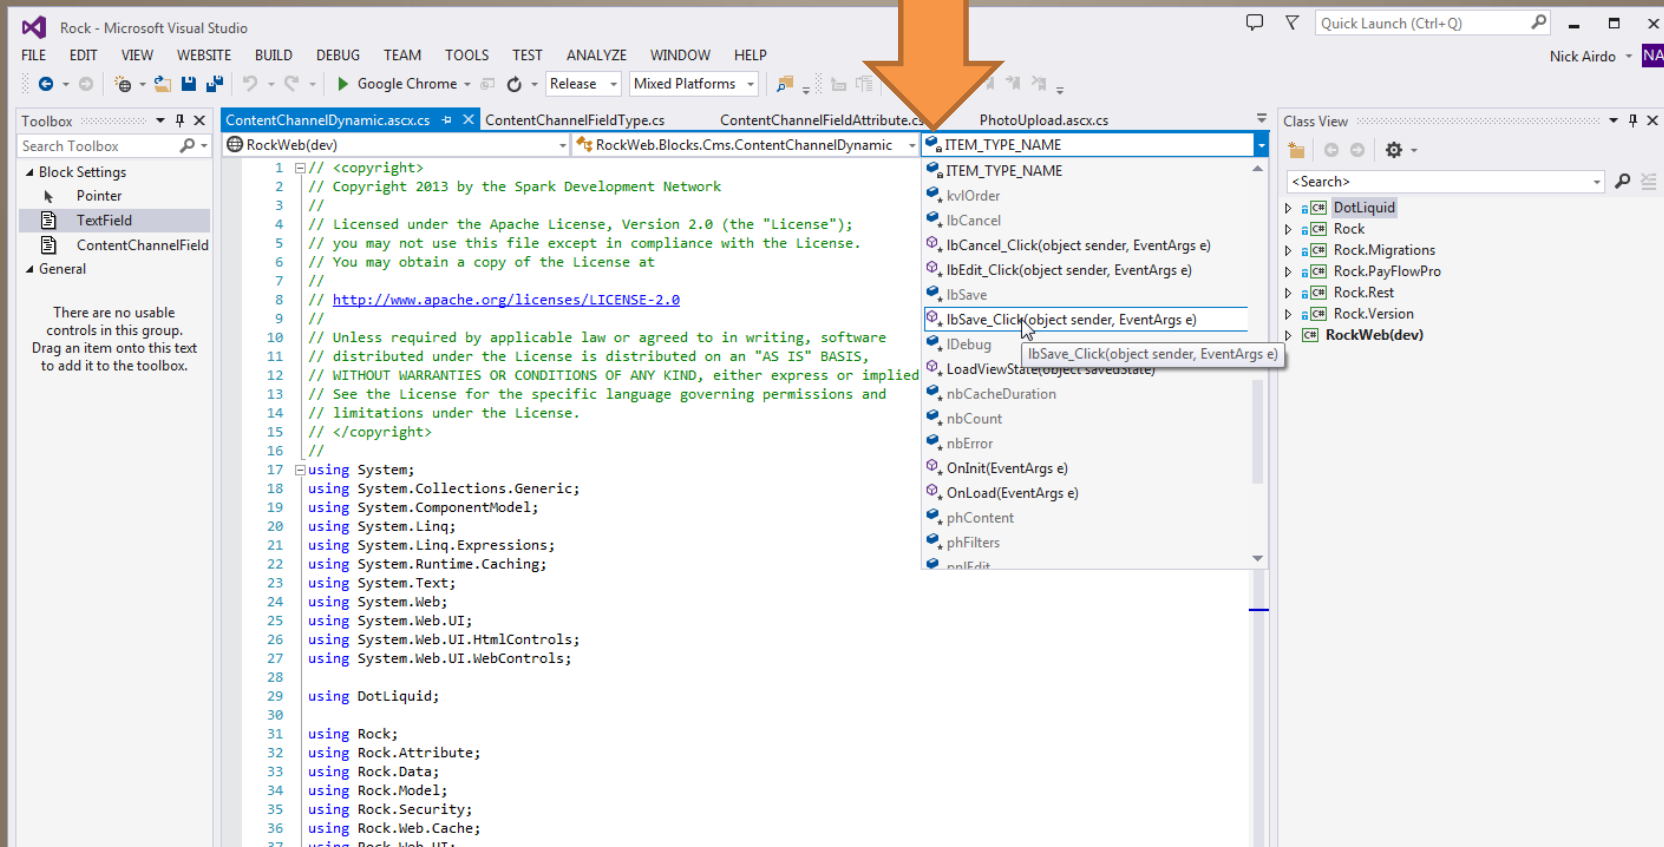 Rock - Microsoft Visual Studio
Quick Launch (Ctrl+Q)
FILE EDIT VIEW WEBSITE BUILD DEBUG TEAM TOOLS TEST ANALYZE WINDOW HELP
Nick Airdo NA
Google Chrome Release Mixed Platforms
Toolbox
Search Toolbox
Block Settings
Pointer
TextField
ContentChannelField
General
There are no usable
controls in this group.
Drag an item onto this text
to add it to the toolbox.
ContentChannelDynamic.ascx.cs ContentChannelFieldType.cs ContentChannelFieldAttribute.cs PhotoUpload.ascx.cs
RockWeb(dev) RockWeb.Blocks.Cms.ContentChannelDynamic ITEM_TYPE_NAME
1 // <copyright>
2 // Copyright 2013 by the Spark Development Network
3 //
4 // Licensed under the Apache License, Version 2.0 (the "License");
5 // you may not use this file except in compliance with the License.
6 // You may obtain a copy of the License at
7 //
8 // http://www.apache.org/licenses/LICENSE-2.0
9 //
10 // Unless required by applicable law or agreed to in writing, software
11 // distributed under the License is distributed on an "AS IS" BASIS,
12 // WITHOUT WARRANTIES OR CONDITIONS OF ANY KIND, either express or implied
13 // See the License for the specific language governing permissions and
14 // limitations under the License.
15 // </copyright>
16 //
17 using System;
18 using System.Collections.Generic;
19 using System.ComponentModel;
20 using System.Linq;
21 using System.Linq.Expressions;
22 using System.Runtime.Caching;
23 using System.Text;
24 using System.Web;
25 using System.Web.UI;
26 using System.Web.UI.HtmlControls;
27 using System.Web.UI.WebControls;
28
29 using DotLiquid;
30
31 using Rock;
32 using Rock.Attribute;
33 using Rock.Data;
34 using Rock.Model;
35 using Rock.Security;
36 using Rock.Web.Cache;
37 using Rock.Web.UI;
ITEM_TYPE_NAME
kvlOrder
lbCancel
lbCancel_Click(object sender, EventArgs e)
lbEdit_Click(object sender, EventArgs e)
lbSave
lbSave_Click(object sender, EventArgs e)
lDebug
lbSave_Click(object sender, EventArgs e)
LoadViewState(object savedState)
nbCacheDuration
nbCount
nbError
OnInit(EventArgs e)
OnLoad(EventArgs e)
phContent
phFilters
pnlEdit
Class View
<Search>
C# DotLiquid
C# Rock
C# Rock.Migrations
C# Rock.PayFlowPro
C# Rock.Rest
C# Rock.Version
C# RockWeb(dev)